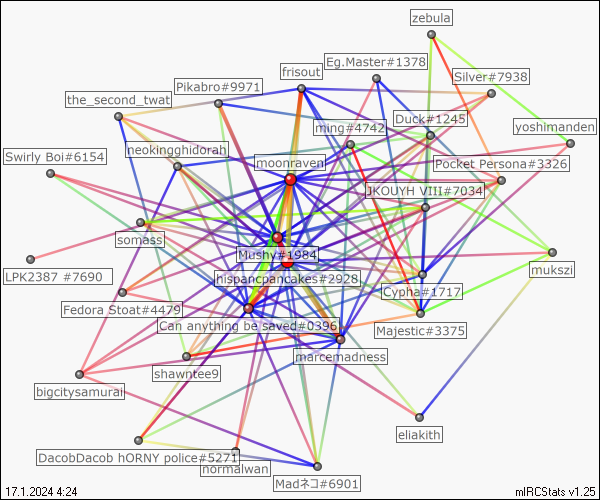 zebula
Eg.Master#1378
frisout
Silver#7938
Pikabro#9971
the_second_twat
Duck#1245
ming#4742
yoshimanden
neokingghidorah
Swirly Boi#6154
moonraven
Pocket Persona#3326
JKOUYH VIII#7034
somass
Mushy#1984
mukszi
LPK2387 #7690
hispancpancakes#2928
Cypha#1717
Fedora Stoat#4479
Can anything be saved#0396
Majestic#3375
marcemadness
shawntee9
bigcitysamurai
eliakith
DacobDacob hORNY police#5271
normalwan
Madネコ#6901
17.1.2024 4:24
mIRCStats v1.25